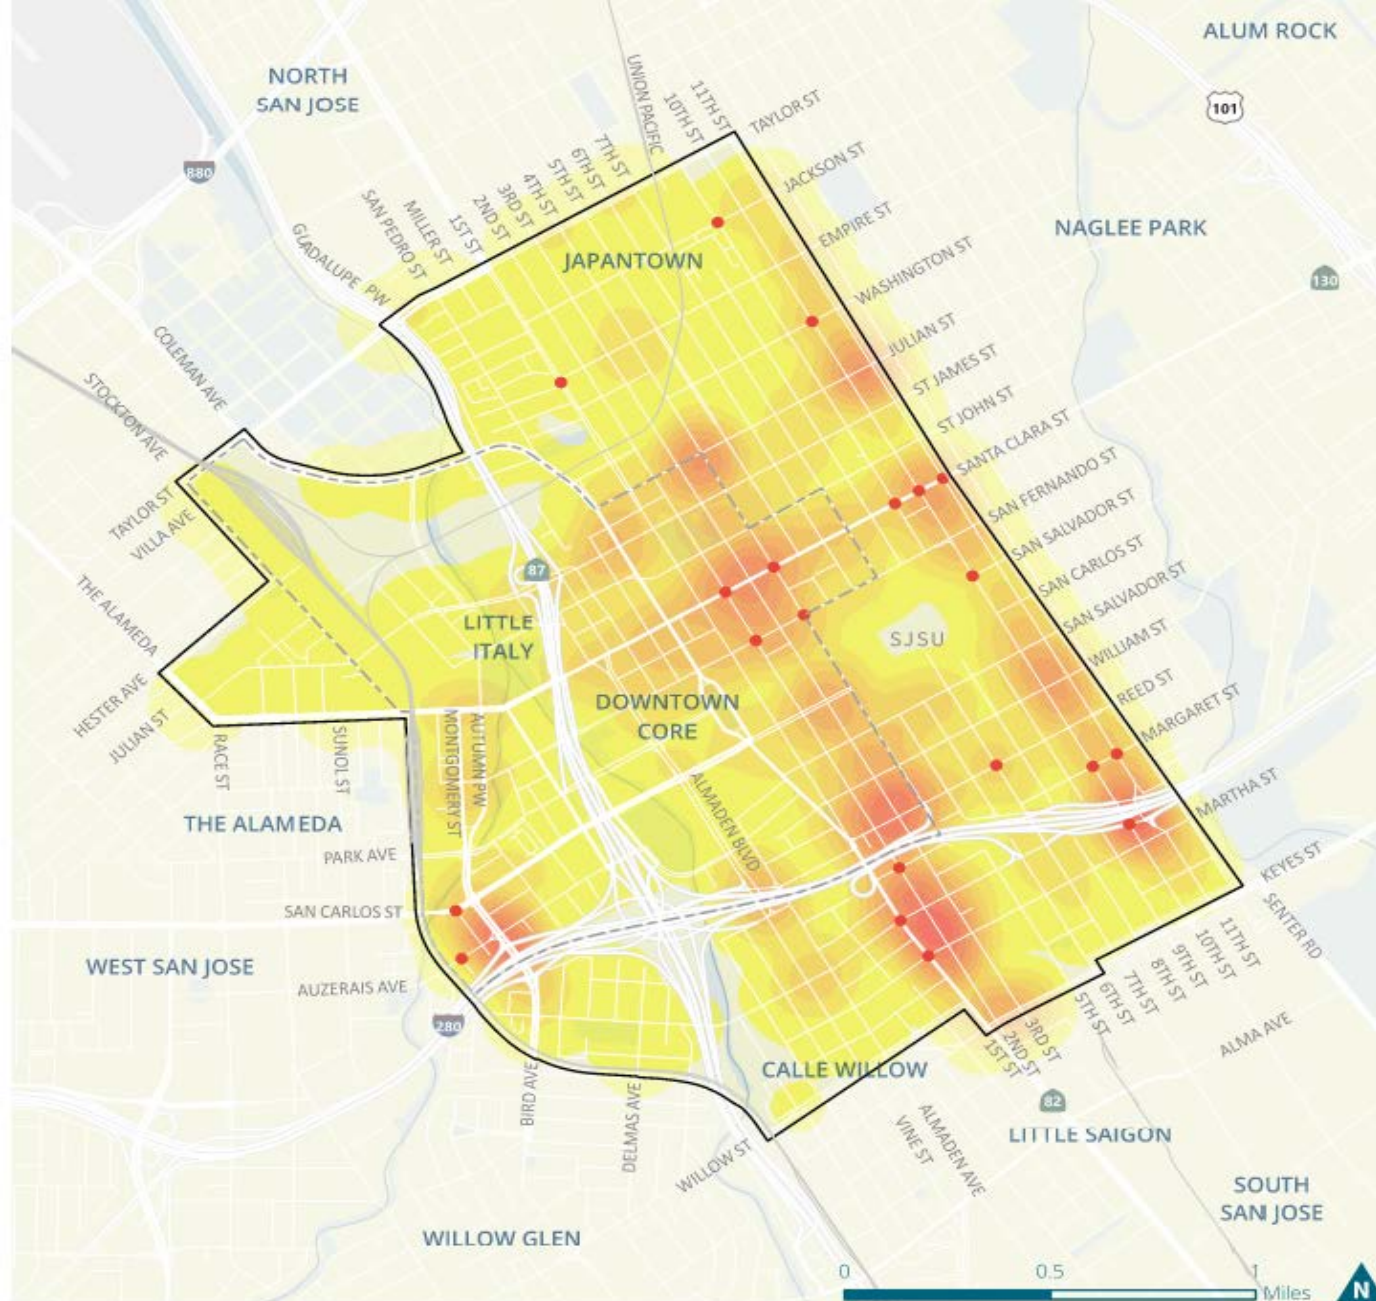 ALUM ROCK
NORTH
SAN JOSE
101
UNION PACIFIC
11TH ST
10TH ST
TAYLOR ST
880
7TH ST
6TH ST
5TH ST
4TH ST
3RD ST
2ND ST
1ST ST
MILLER ST
SAN PEDRO ST
GUADALUPE PW
JACKSON ST
EMPIRE ST
NAGLEE PARK
WASHINGTON ST
130
JAPANTOWN
COLEMAN AVE
STOCKTON AVE
JULIAN ST
ST JAMES ST
ST JOHN ST
SANTA CLARA ST
SAN FERNANDO ST
SAN SALVADOR ST
SAN CARLOS ST
SAN SALVADOR ST
WILLIAM ST
REED ST
MARGARET ST
TAYLOR ST
VILLA AVE
THE ALAMEDA
87
LITTLE
ITALY
SJSU
HESTER AVE
JULIAN ST
RACE ST
SUNOL ST
MONTGOMERY ST
AUTUMN PW
DOWNTOWN
CORE
ALMADEN BLVD
MARTHA ST
THE ALAMEDA
PARK AVE
KEYES ST
SAN CARLOS ST
SENTER RD
WEST SAN JOSE
AUZERAIS AVE
280
11TH ST
10TH ST
9TH ST
8TH ST
7TH ST
6TH ST
5TH ST
3RD ST
2ND ST
1ST ST
ALMA AVE
CALLE WILLOW
BIRD AVE
DELMAS AVE
82
LITTLE SAIGON
ALMADEN AVE
VINE ST
WILLOW ST
SOUTH
SAN JOSE
WILLOW GLEN
0 0.5 1
Miles
N